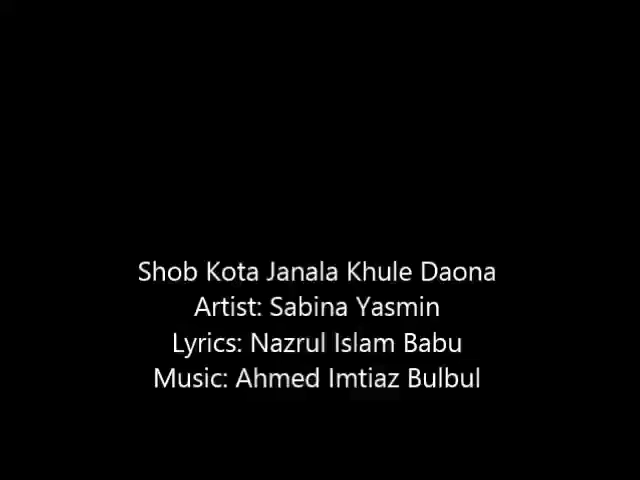 Shob Kota Janala Khule Daona
Artist: Sabina Yasmin
Lyrics: Nazrul Islam Babu
Music: Ahmed Imtiaz Bulbul